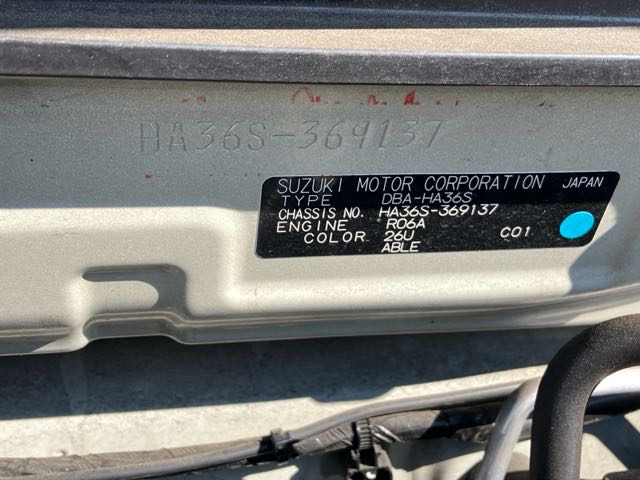 HA36S-369137
SUZUKI MOTOR CORPORATION JAPAN
TYPE DBA-HA36S
CHASSIS NO. HA36S-369137
ENGINE R06A
COLOR 26U C01
ABLE